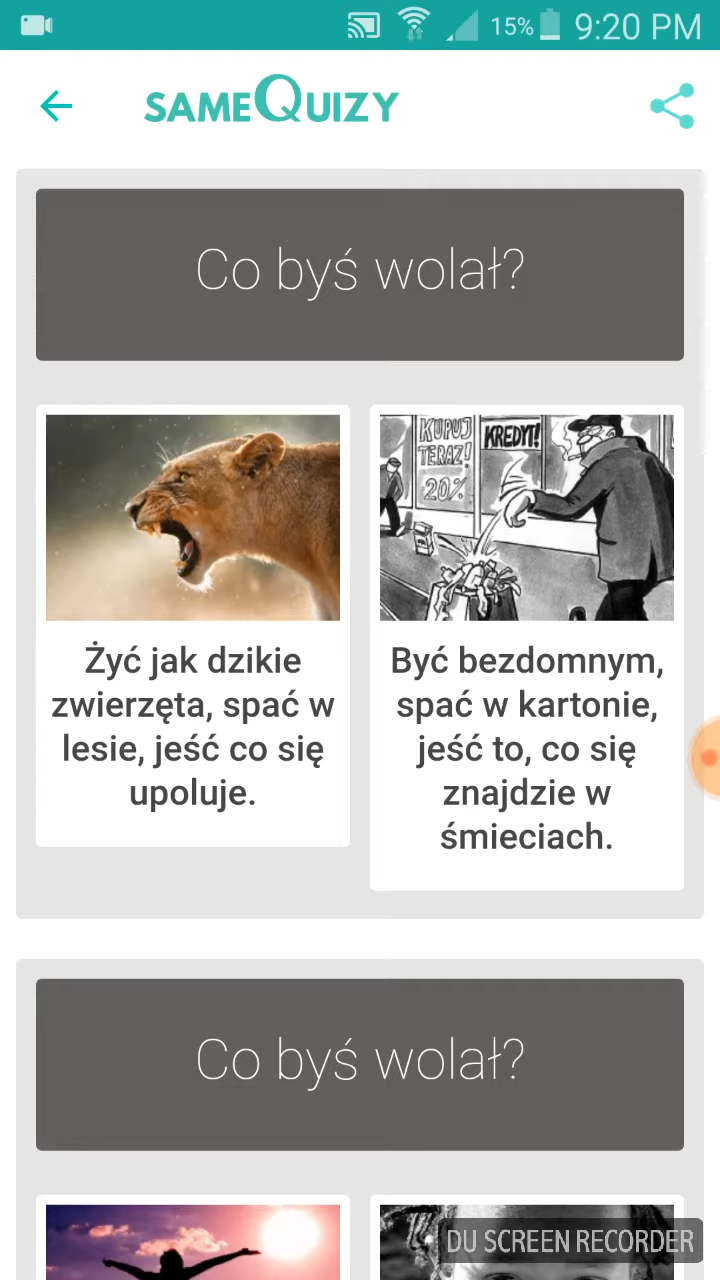 15% 9:20 PM
SAMEQUIZY
Co byś wolał?
KUPUJ
TERAZ!
20%
KREDYT!
Żyć jak dzikie
zwierzęta, spać w
lesie, jeść co się
upoluje.
Być bezdomnym,
spać w kartonie,
jeść to, co się
znajdzie w
śmieciach.
Co byś wolał?
DU SCREEN RECORDER